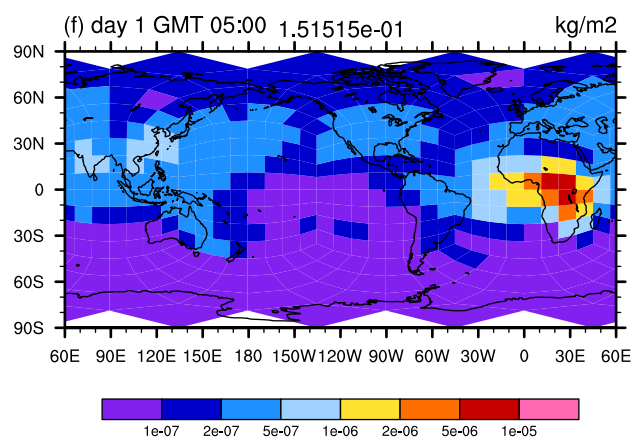 (f) day 1 GMT 05:00 1.51515e-01 kg/m2
90N
60N
30N
0
30S
60S
90S
60E 90E 120E 150E 180 150W 120W 90W 60W 30W 0 30E 60E
1e-07 2e-07 5e-07 1e-06 2e-06 5e-06 1e-05